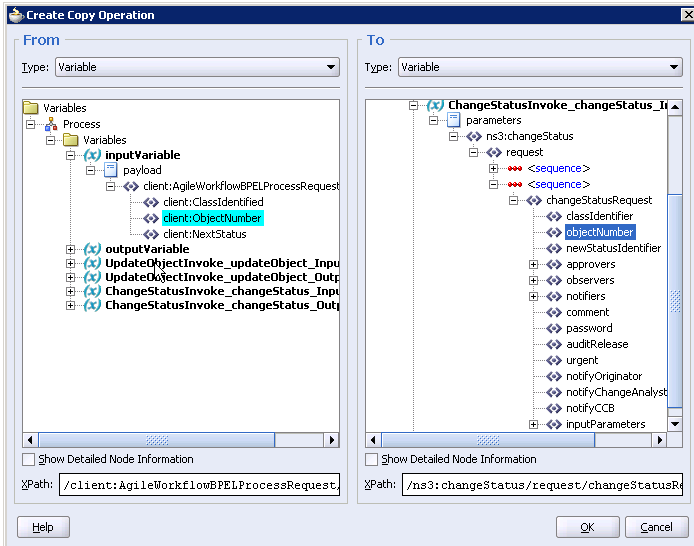 Create Copy Operation
From
Type: Variable
Variables
Process
Variables
(x) inputVariable
payload
client:AgileWorkflowBPELProcessRequest
client:ClassIdentified
client:ObjectNumber
client:NextStatus
(x) outputVariable
(x) UpdateObjectInvoke_updateObject_Inpu
(x) UpdateObjectInvoke_updateObject_Outp
(x) ChangeStatusInvoke_changeStatus_Inpu
(x) ChangeStatusInvoke_changeStatus_Outp
Show Detailed Node Information
XPath: /client:AgileWorkflowBPELProcessRequest/
To
Type: Variable
(x) ChangeStatusInvoke_changeStatus_I
parameters
ns3:changeStatus
request
<sequence>
<sequence>
changeStatusRequest
classIdentifier
objectNumber
newStatusIdentifier
approvers
observers
notifiers
comment
password
auditRelease
urgent
notifyOriginator
notifyChangeAnalyst
notifyCCB
inputParameters
Show Detailed Node Information
XPath: /ns3:changeStatus/request/changeStatusRe
Help
OK
Cancel